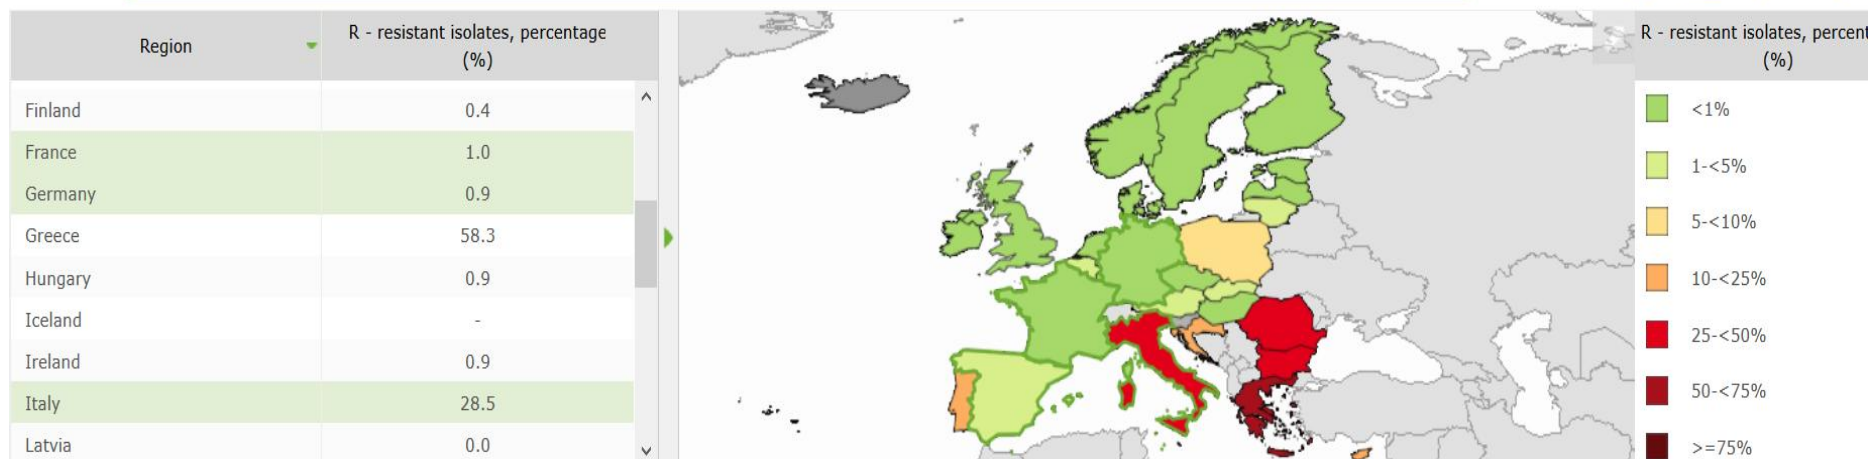 Region
R - resistant isolates, percentage
(%)
Finland 0.4
France 1.0
Germany 0.9
Greece 58.3
Hungary 0.9
Iceland -
Ireland 0.9
Italy 28.5
Latvia 0.0
R - resistant isolates, percent
(%)
<1%
1-<5%
5-<10%
10-<25%
25-<50%
50-<75%
>=75%